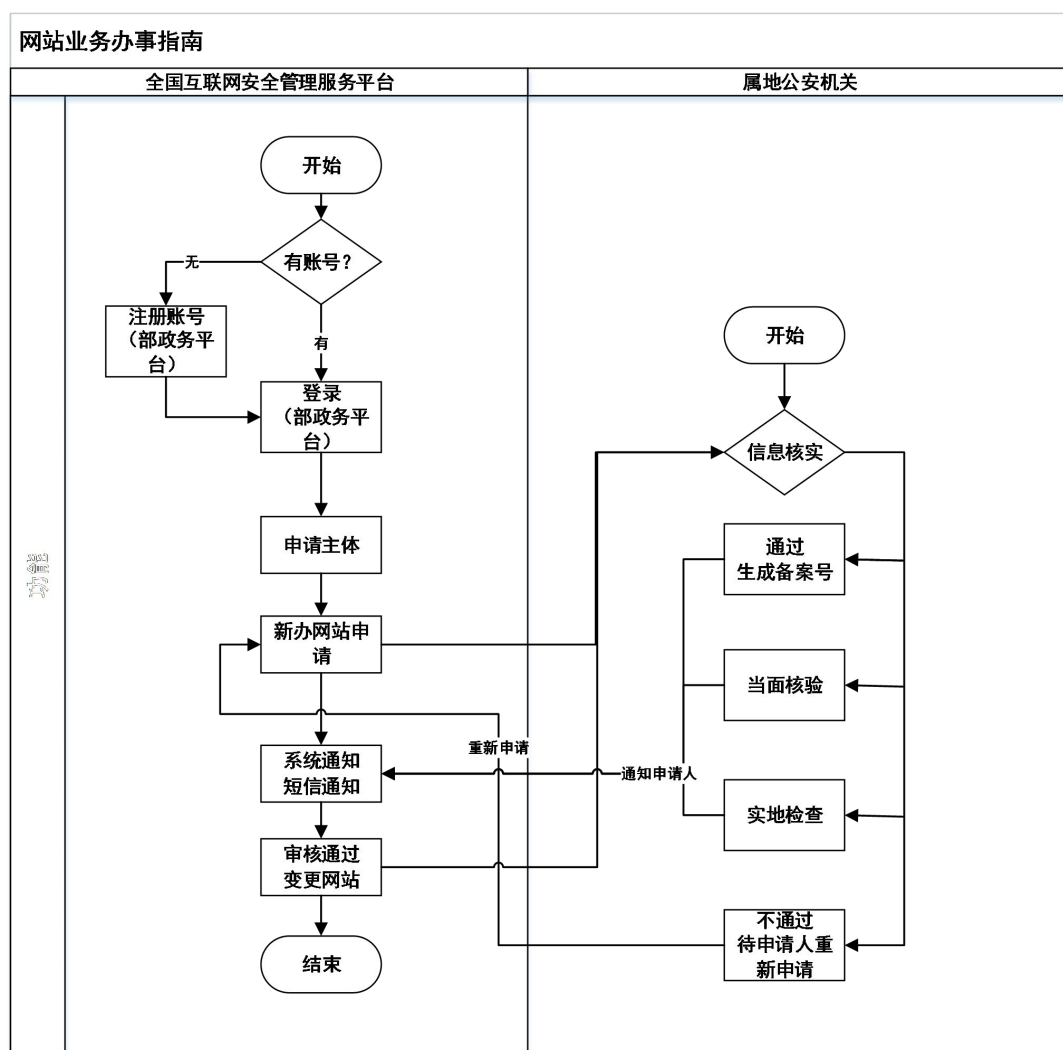 网站业务办事指南
全国互联网安全管理服务平台
属地公安机关
功能
开始
有账号？
无
有
注册账号
（部政务平
台）
登录
（部政务平
台）
申请主体
新办网站申
请
重新申请
系统通知
短信通知
审核通过
变更网站
结束
开始
信息核实
通过
生成备案号
当面核验
通知申请人
实地检查
不通过
待申请人重
新申请